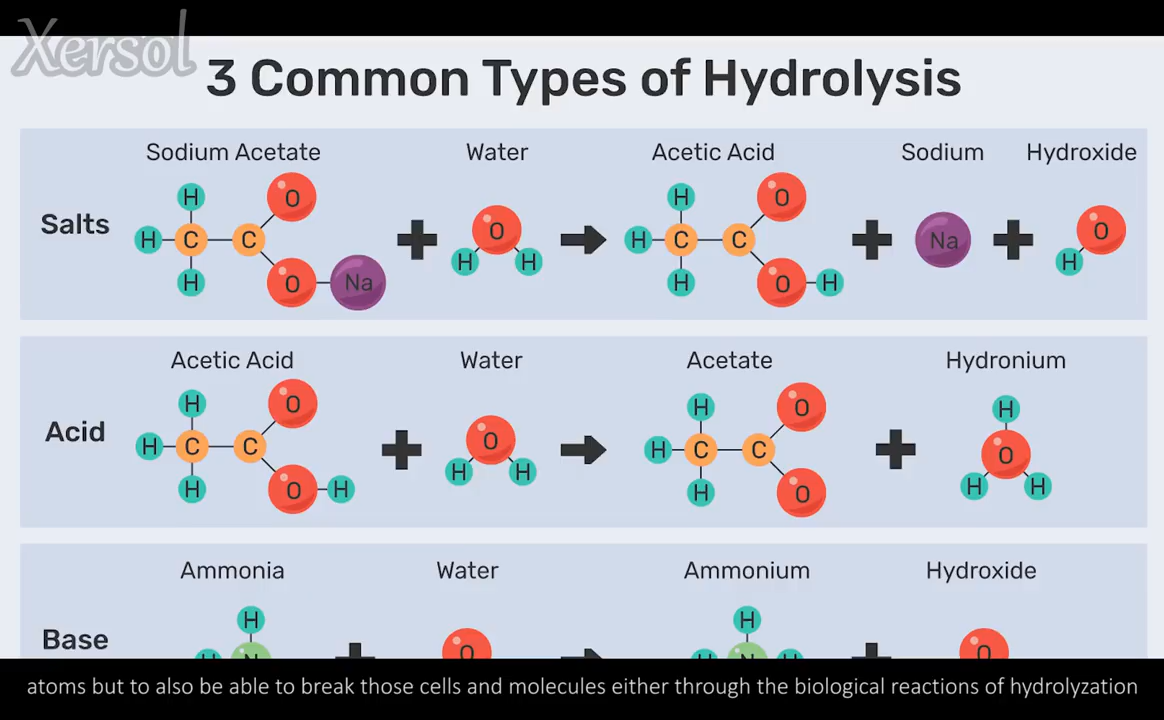 Xersol
3 Common Types of Hydrolysis
Sodium Acetate Water Acetic Acid Sodium Hydroxide
Salts
H O H O
H C C O H C C Na O
H H H
H O Na H O H
Acetic Acid Water Acetate Hydronium
Acid
H O H O H
H C C O H C C O
H H H H
H O H H O
Ammonia Water Ammonium Hydroxide
Base
H H
H N O H N H O
atoms but to also be able to break those cells and molecules either through the biological reactions of hydrolyzation